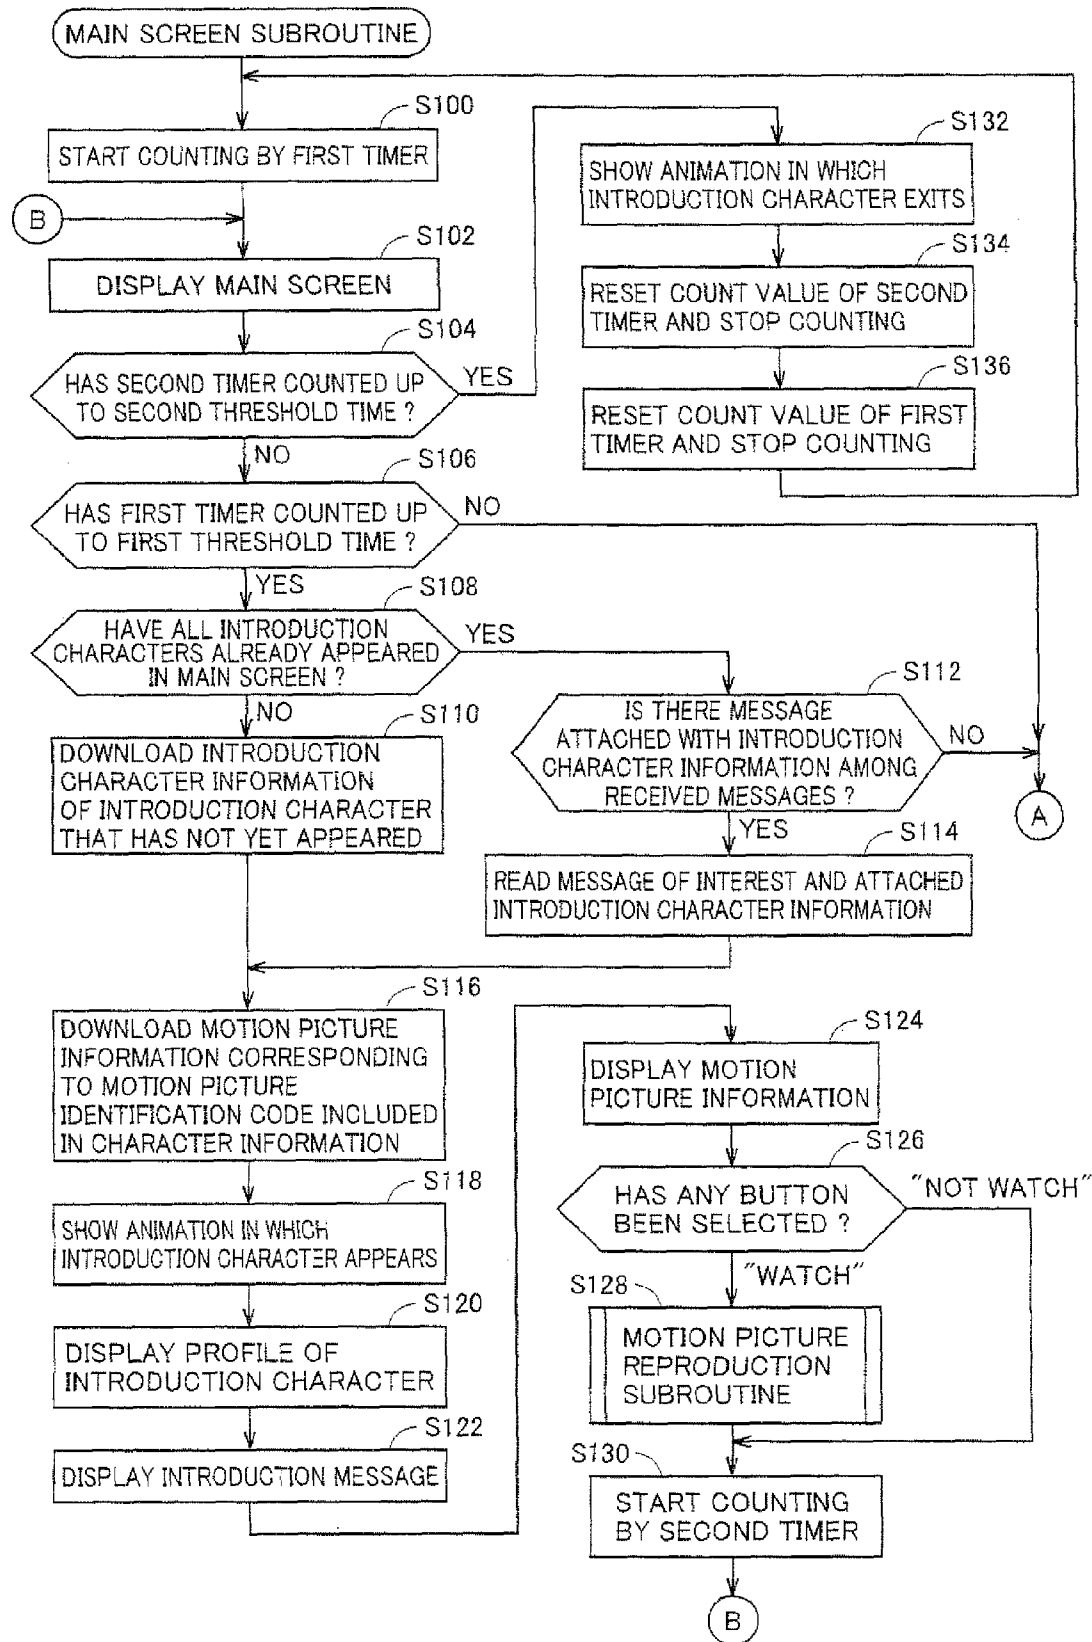 MAIN SCREEN SUBROUTINE
S100
START COUNTING BY FIRST TIMER
B
S102
DISPLAY MAIN SCREEN
S104
HAS SECOND TIMER COUNTED UP
TO SECOND THRESHOLD TIME ?
YES
NO
S132
SHOW ANIMATION IN WHICH
INTRODUCTION CHARACTER EXITS
S134
RESET COUNT VALUE OF SECOND
TIMER AND STOP COUNTING
S136
RESET COUNT VALUE OF FIRST
TIMER AND STOP COUNTING
S106
HAS FIRST TIMER COUNTED UP
TO FIRST THRESHOLD TIME ?
NO
YES
S108
HAVE ALL INTRODUCTION
CHARACTERS ALREADY APPEARED
IN MAIN SCREEN ?
YES
NO
S110
DOWNLOAD INTRODUCTION
CHARACTER INFORMATION
OF INTRODUCTION CHARACTER
THAT HAS NOT YET APPEARED
S112
IS THERE MESSAGE
ATTACHED WITH INTRODUCTION
CHARACTER INFORMATION AMONG
RECEIVED MESSAGES ?
NO
A
YES
S114
READ MESSAGE OF INTEREST AND ATTACHED
INTRODUCTION CHARACTER INFORMATION
S116
DOWNLOAD MOTION PICTURE
INFORMATION CORRESPONDING
TO MOTION PICTURE
IDENTIFICATION CODE INCLUDED
IN CHARACTER INFORMATION
S118
SHOW ANIMATION IN WHICH
INTRODUCTION CHARACTER APPEARS
S120
DISPLAY PROFILE OF
INTRODUCTION CHARACTER
S122
DISPLAY INTRODUCTION MESSAGE
S124
DISPLAY MOTION
PICTURE INFORMATION
S126
HAS ANY BUTTON
BEEN SELECTED ?
"NOT WATCH"
"WATCH"
S128
MOTION PICTURE
REPRODUCTION
SUBROUTINE
S130
START COUNTING
BY SECOND TIMER
B